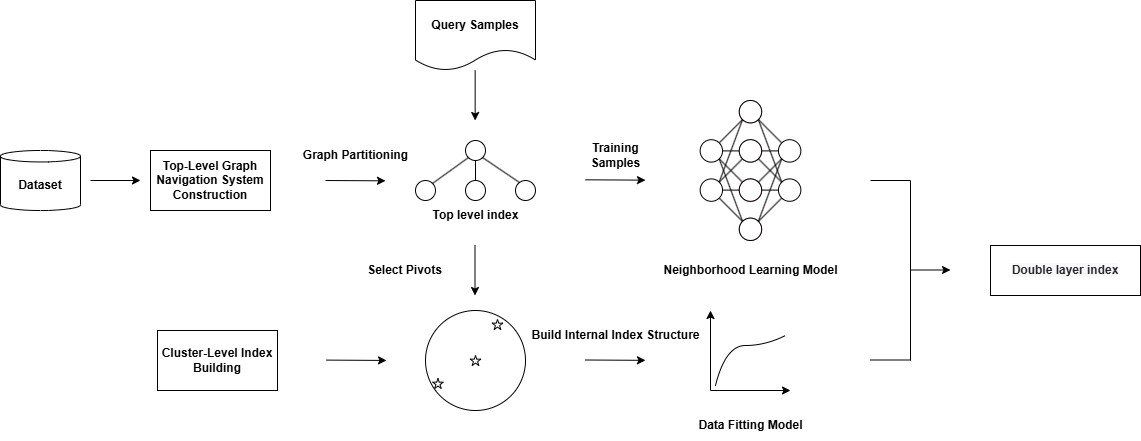 Query Samples
Dataset
Top-Level Graph
Navigation System
Construction
Graph Partitioning
Top level index
Training
Samples
Neighborhood Learning Model
Double layer index
Select Pivots
Cluster-Level Index
Building
Build Internal Index Structure
Data Fitting Model